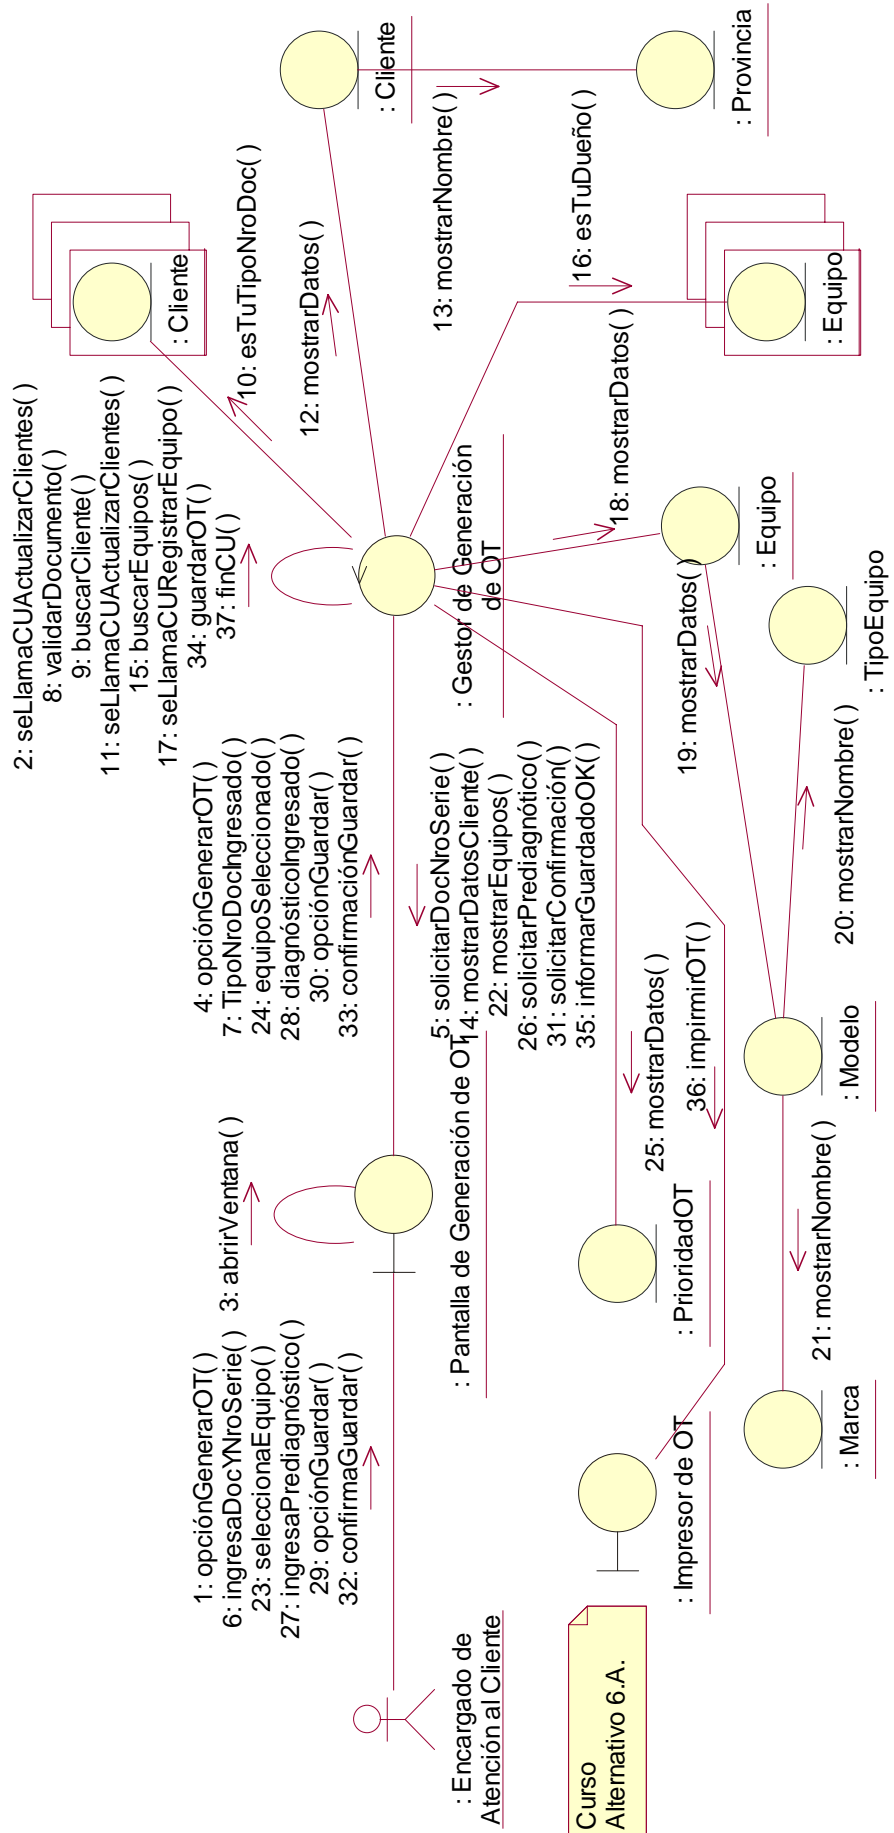 1: opciónGenerarOT( )
6: ingresaDocYNroSerie( )
23: seleccionaEquipo( )
27: ingresaPrediagnóstico( )
29: opciónGuardar( )
32: confirmaGuardar( )
: Encargado de
Atención al Cliente
3: abrirVentana( )
: Pantalla de Generación de OT
4: opciónGenerarOT( )
7: TipoNroDocIngresado( )
24: equipoSeleccionado( )
28: diagnósticoIngresado( )
30: opciónGuardar( )
33: confirmaciónGuardar( )
5: solicitarDocNroSerie( )
14: mostrarDatosCliente( )
22: mostrarEquipos( )
26: solicitarPrediagnóstico( )
31: solicitarConfirmación( )
35: informarGuardadoOK( )
2: seLlamaCUActualizarClientes( )
8: validarDocumento( )
9: buscarCliente( )
11: seLlamaCUActualizarClientes( )
15: buscarEquipos( )
17: seLlamaCURegistrarEquipo( )
34: guardarOT( )
37: finCU( )
: Gestor de Generación
de OT
10: esTuTipoNroDoc( )
: Cliente
12: mostrarDatos( )
: Cliente
13: mostrarNombre( )
: Provincia
16: esTuDueño( )
: Equipo
18: mostrarDatos( )
: Equipo
19: mostrarDatos( )
: TipoEquipo
20: mostrarNombre( )
: Modelo
21: mostrarNombre( )
: Marca
25: mostrarDatos( )
: PrioridadOT
36: impirmirOT()
: Impresor de OT
Curso
Alternativo 6.A.